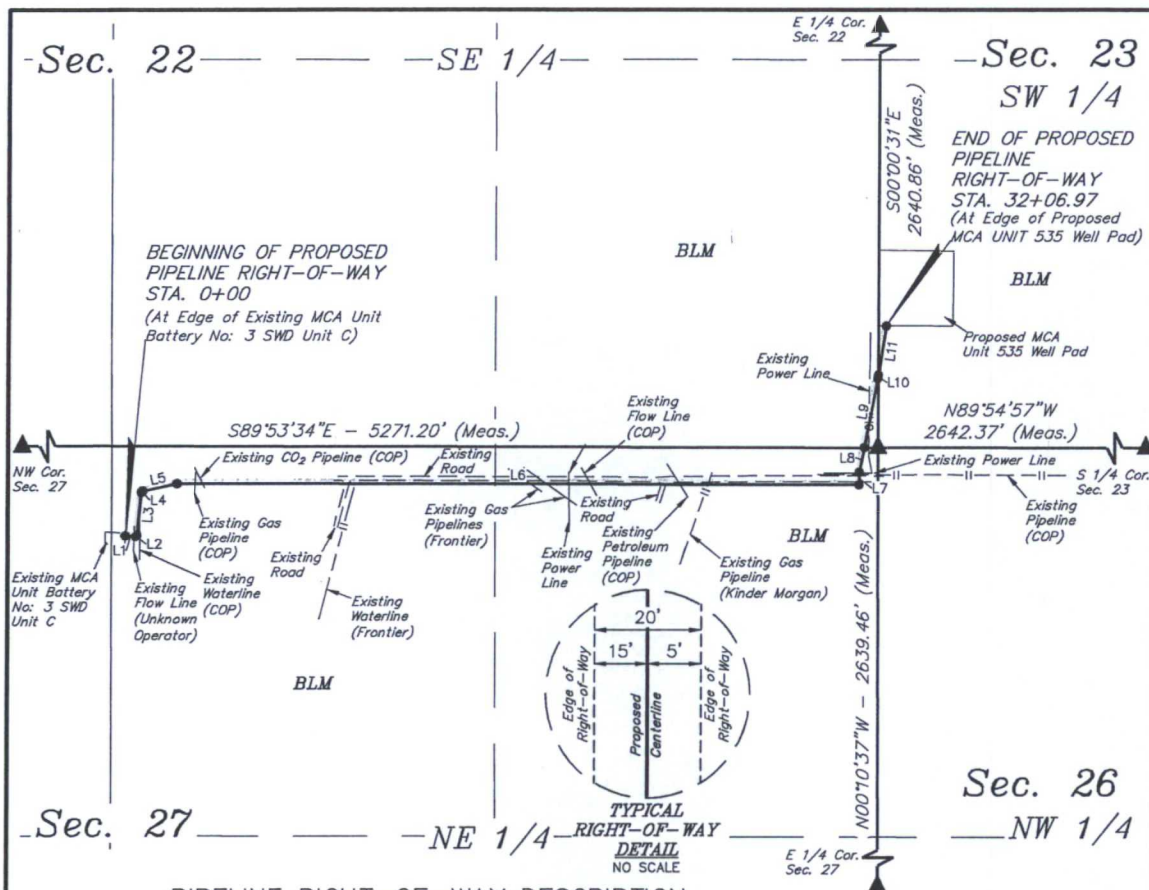 E 1/4 Cor.
Sec. 22
Sec. 22
SE 1/4
Sec. 23
SW 1/4
S00°00'31"E
2640.86' (Meas.)
END OF PROPOSED
PIPELINE
RIGHT-OF-WAY
STA. 32+06.97
(At Edge of Proposed
MCA UNIT 535 Well Pad)
BEGINNING OF PROPOSED
PIPELINE RIGHT-OF-WAY
STA. 0+00
(At Edge of Existing MCA Unit
Battery No: 3 SWD Unit C)
BLM
BLM
Proposed MCA
Unit 535 Well Pad
Existing
Power Line
L11
L10
L9
L8
L7
Existing
Flow Line
(COP)
N89°54'57"W
2642.37' (Meas.)
S89°53'34"E - 5271.20' (Meas.)
NW Cor.
Sec. 27
Existing CO₂ Pipeline (COP)
Existing
Road
L6
Existing Power Line
S 1/4 Cor.
Sec. 23
L5
L4
L3
L1
L2
Existing
Gas
Pipeline
(COP)
Existing Gas
Pipelines
(Frontier)
Existing
Road
Existing
Petroleum
Pipeline
(COP)
Existing
Power
Line
BLM
Existing
Pipeline
(COP)
Existing MCA
Unit Battery
No: 3 SWD
Unit C
Existing
Flow Line
(Unknown
Operator)
Existing
Waterline
(COP)
Existing
Road
Existing
Waterline
(Frontier)
Existing Gas
Pipeline
(Kinder Morgan)
BLM
20'
15'
5'
Edge of
Right-of-Way
Proposed
Centerline
Edge of
Right-of-Way
TYPICAL
RIGHT-OF-WAY
DETAIL
NO SCALE
N00°10'37"W - 2639.46' (Meas.)
Sec. 26
NW 1/4
Sec. 27
NE 1/4
E 1/4 Cor.
Sec. 27
PIPELINE RIGHT-OF-WAY DESCRIPTION